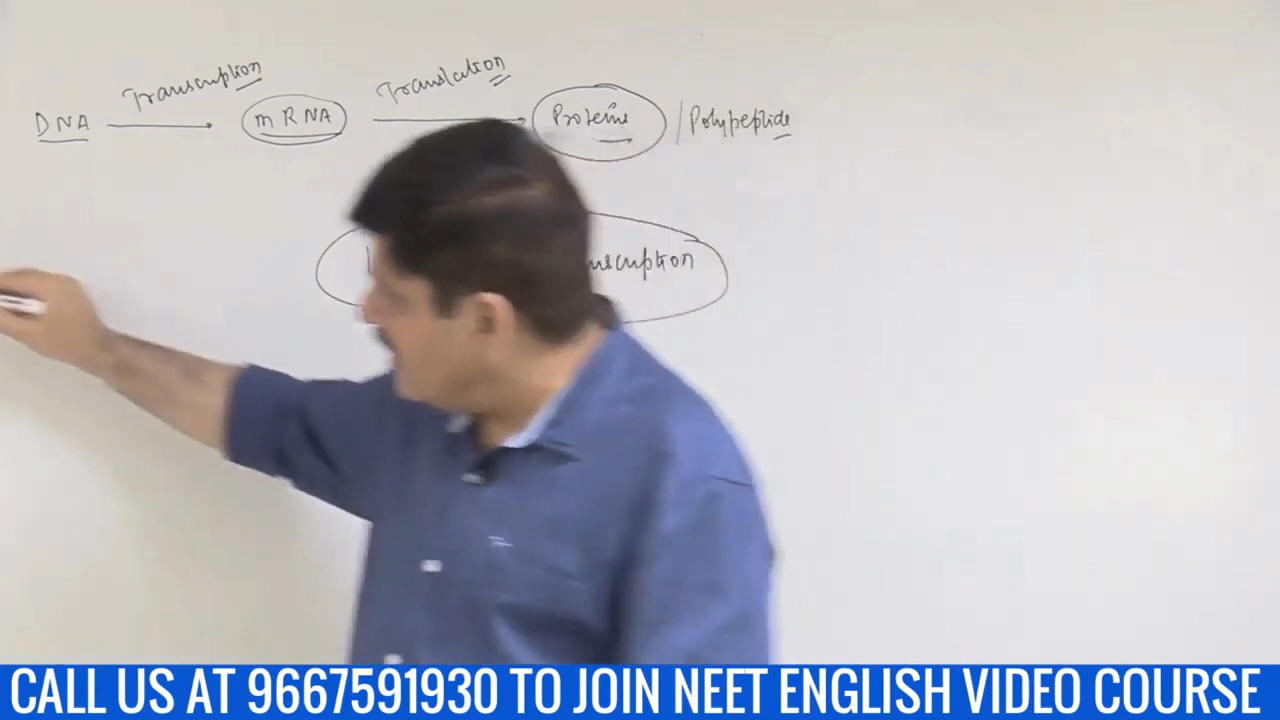 Transcription Translation
DNA mRNA Proteins / Polypeptide
CALL US AT 9667591930 TO JOIN NEET ENGLISH VIDEO COURSE